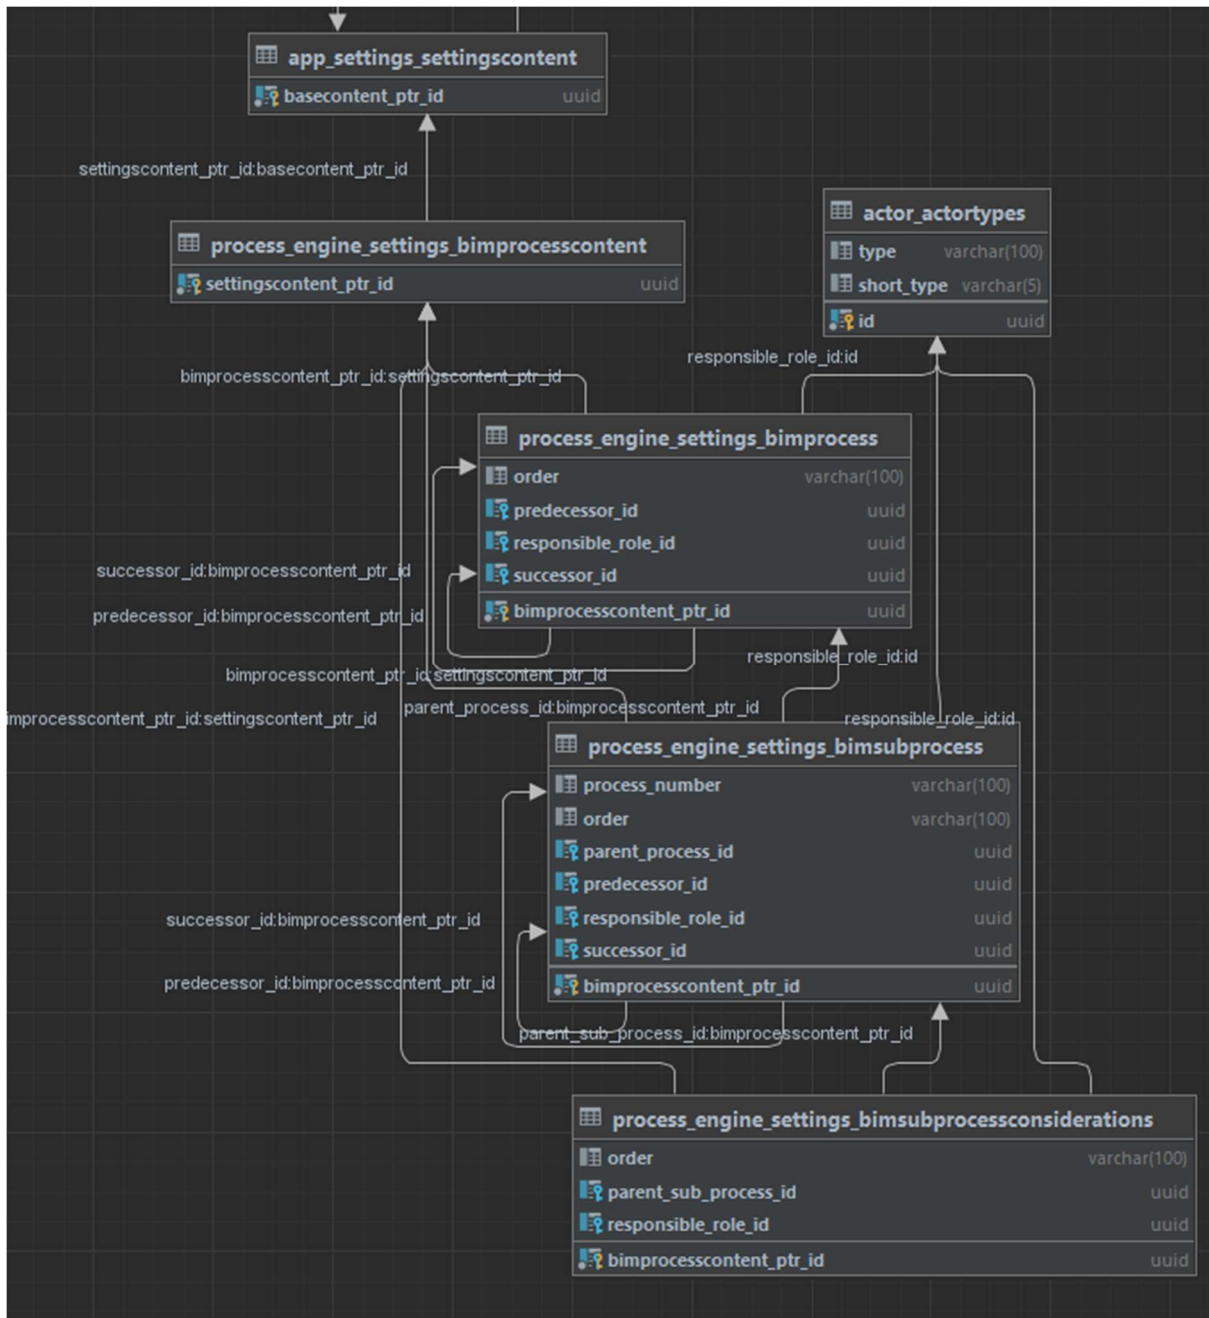 app_settings_settingscontent
basecontent_ptr_id uuid
settingscontent_ptr_id:basecontent_ptr_id
process_engine_settings_bimprocesscontent
settingscontent_ptr_id uuid
actor_actortypes
type varchar(100)
short_type varchar(5)
id uuid
responsible_role_id:id
bimprocesscontent_ptr_id:settingscontent_ptr_id
process_engine_settings_bimprocess
order varchar(100)
predecessor_id uuid
responsible_role_id uuid
successor_id uuid
bimprocesscontent_ptr_id uuid
successor_id:bimprocesscontent_ptr_id
predecessor_id:bimprocesscontent_ptr_id
responsible_role_id:id
bimprocesscontent_ptr_id:settingscontent_ptr_id
parent_process_id:bimprocesscontent_ptr_id
improcesscontent_ptr_id:settingscontent_ptr_id
responsible_role_id:id
process_engine_settings_bimsubprocess
process_number varchar(100)
order varchar(100)
parent_process_id uuid
predecessor_id uuid
responsible_role_id uuid
successor_id uuid
bimprocesscontent_ptr_id uuid
successor_id:bimprocesscontent_ptr_id
predecessor_id:bimprocesscontent_ptr_id
parent_sub_process_id:bimprocesscontent_ptr_id
process_engine_settings_bimsubprocessconsiderations
order varchar(100)
parent_sub_process_id uuid
responsible_role_id uuid
bimprocesscontent_ptr_id uuid